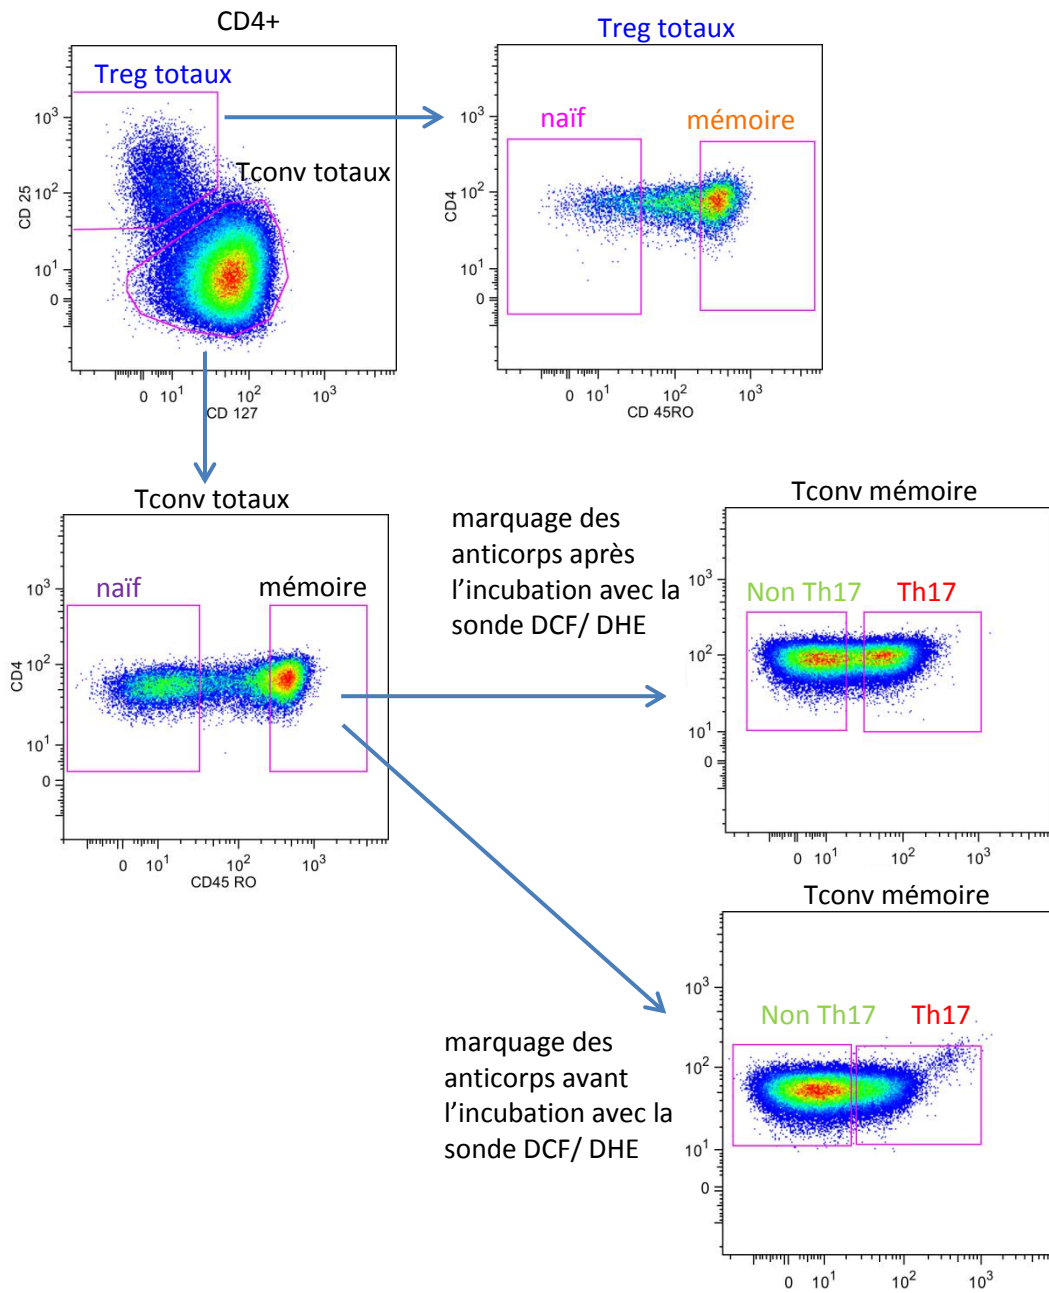 CD4+
Treg totaux
Tconv totaux
10³
10²
10¹
0
CD 25
0 10¹ 10² 10³
CD 127
Treg totaux
naïf mémoire
10³
10²
10¹
0
CD4
0 10¹ 10² 10³
CD 45RO
Tconv totaux
naïf mémoire
10³
10²
10¹
0
CD4
0 10¹ 10² 10³
CD45 RO
marquage des
anticorps après
l’incubation avec la
sonde DCF/ DHE
Tconv mémoire
Non Th17 Th17
10³
10²
10¹
0
0 10¹ 10² 10³
marquage des
anticorps avant
l’incubation avec la
sonde DCF/ DHE
Tconv mémoire
Non Th17 Th17
10³
10²
10¹
0
0 10¹ 10² 10³